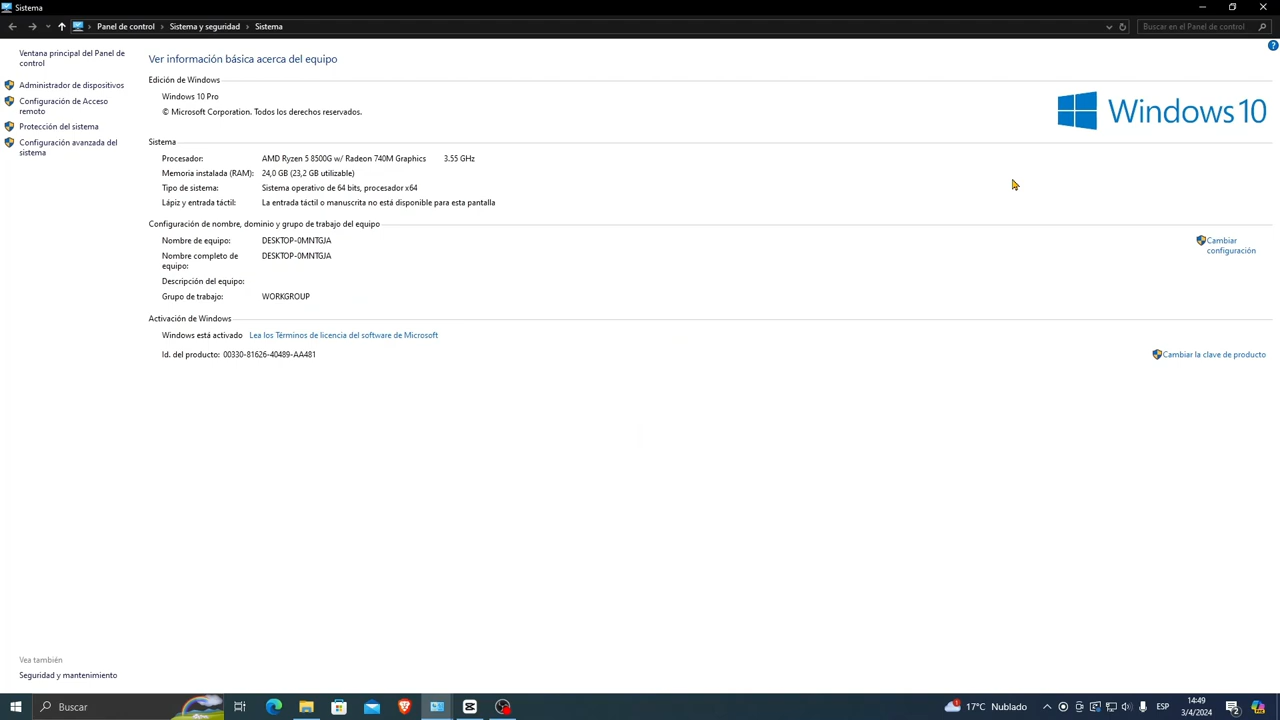 Sistema
Panel de control > Sistema y seguridad > Sistema
Buscar en el Panel de control
Ventana principal del Panel de
control
Administrador de dispositivos
Configuración de Acceso
remoto
Protección del sistema
Configuración avanzada del
sistema
Ver información básica acerca del equipo
Edición de Windows
Windows 10 Pro
© Microsoft Corporation. Todos los derechos reservados.
Windows 10
Sistema
Procesador: AMD Ryzen 5 8500G w/ Radeon 740M Graphics 3.55 GHz
Memoria instalada (RAM): 24,0 GB (23,2 GB utilizable)
Tipo de sistema: Sistema operativo de 64 bits, procesador x64
Lápiz y entrada táctil: La entrada táctil o manuscrita no está disponible para esta pantalla
Configuración de nombre, dominio y grupo de trabajo del equipo
Nombre de equipo: DESKTOP-0MNTGJA
Nombre completo de DESKTOP-0MNTGJA
equipo:
Descripción del equipo:
Grupo de trabajo: WORKGROUP
Cambiar
configuración
Activación de Windows
Windows está activado Lea los Términos de licencia del software de Microsoft
Id. del producto: 00330-81626-40489-AA481
Cambiar la clave de producto
Vea también
Seguridad y mantenimiento
Buscar
17°C Nublado
ESP
14:49
3/4/2024